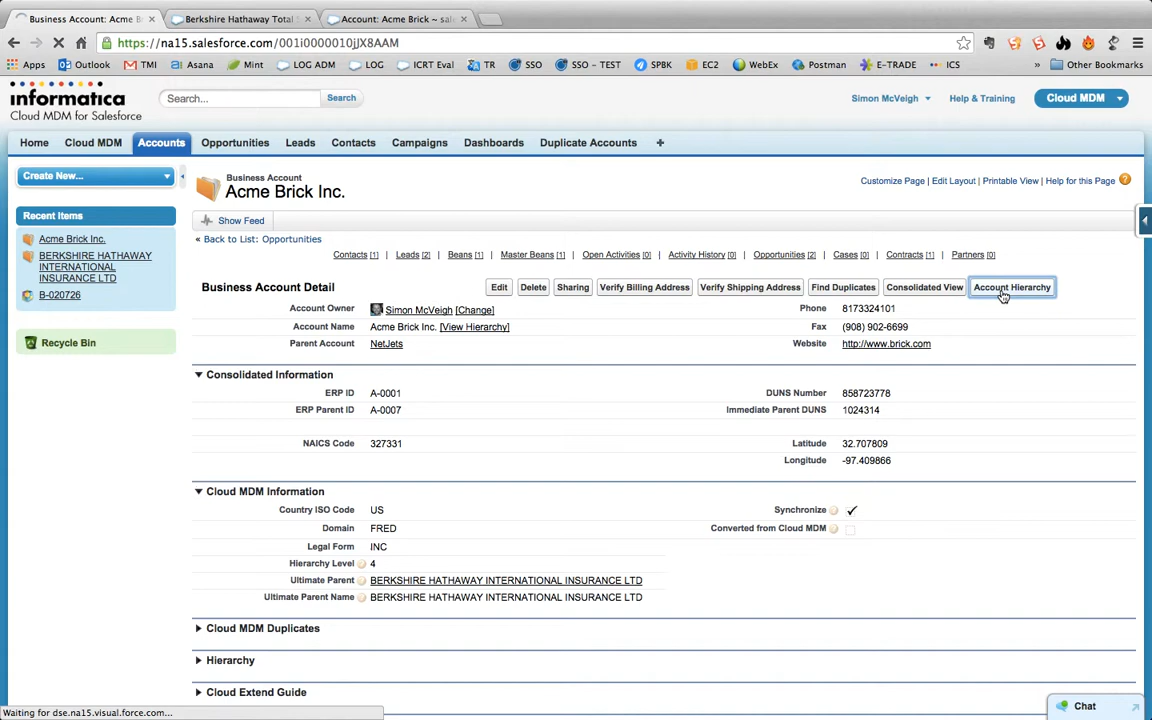 Business Account: Acme B
Berkshire Hathaway Total
Account: Acme Brick ~ sale
https://na15.salesforce.com/001i0000010jJX8AAM
Apps Outlook TMI Asana Mint LOG ADM LOG ICRT Eval TR SSO SSO - TEST SPBK EC2 WebEx Postman E-TRADE ICS » Other Bookmarks
informatica
Cloud MDM for Salesforce
Search... Search
Simon McVeigh Help & Training Cloud MDM
Home Cloud MDM Accounts Opportunities Leads Contacts Campaigns Dashboards Duplicate Accounts +
Create New...
Recent Items
Acme Brick Inc.
BERKSHIRE HATHAWAY
INTERNATIONAL
INSURANCE LTD
B-020726
Recycle Bin
Business Account
Acme Brick Inc.
Customize Page | Edit Layout | Printable View | Help for this Page ?
Show Feed
« Back to List: Opportunities
Contacts [1] | Leads [2] | Beans [1] | Master Beans [1] | Open Activities [0] | Activity History [0] | Opportunities [2] | Cases [0] | Contracts [1] | Partners [0]
Business Account Detail Edit Delete Sharing Verify Billing Address Verify Shipping Address Find Duplicates Consolidated View Account Hierarchy
Account Owner Simon McVeigh [Change] Phone 8173324101
Account Name Acme Brick Inc. [View Hierarchy] Fax (908) 902-6699
Parent Account NetJets Website http://www.brick.com
Consolidated Information
ERP ID A-0001 DUNS Number 858723778
ERP Parent ID A-0007 Immediate Parent DUNS 1024314
NAICS Code 327331 Latitude 32.707809
Longitude -97.409866
Cloud MDM Information
Country ISO Code US Synchronize ✓
Domain FRED Converted from Cloud MDM
Legal Form INC
Hierarchy Level 4
Ultimate Parent BERKSHIRE HATHAWAY INTERNATIONAL INSURANCE LTD
Ultimate Parent Name BERKSHIRE HATHAWAY INTERNATIONAL INSURANCE LTD
Cloud MDM Duplicates
Hierarchy
Cloud Extend Guide
Waiting for dse.na15.visual.force.com...
Chat